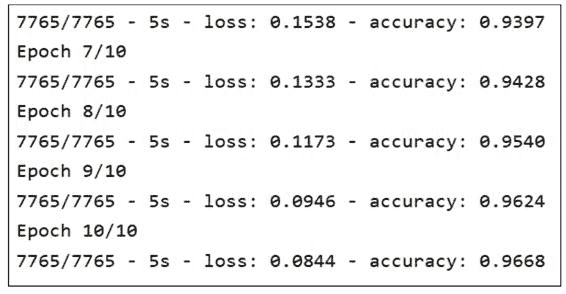 7765/7765 - 5s - loss: 0.1538 - accuracy: 0.9397
Epoch 7/10
7765/7765 - 5s - loss: 0.1333 - accuracy: 0.9428
Epoch 8/10
7765/7765 - 5s - loss: 0.1173 - accuracy: 0.9540
Epoch 9/10
7765/7765 - 5s - loss: 0.0946 - accuracy: 0.9624
Epoch 10/10
7765/7765 - 5s - loss: 0.0844 - accuracy: 0.9668